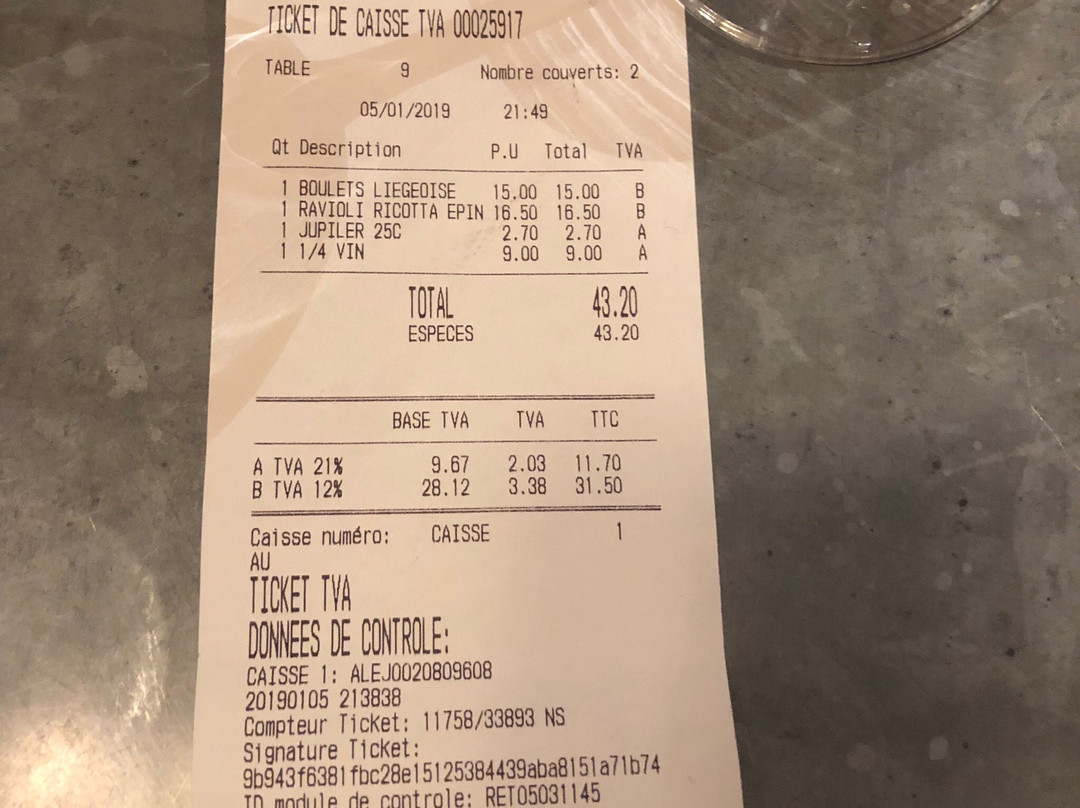 TICKET DE CAISSE TVA 00025917
TABLE 9 Nombre couverts: 2
05/01/2019 21:49
Qt Description P.U Total TVA
1 BOULETS LIEGEOISE 15.00 15.00 B
1 RAVIOLI RICOTTA EPIN 16.50 16.50 B
1 JUPILER 25C 2.70 2.70 A
1 1/4 VIN 9.00 9.00 A
TOTAL 43.20
ESPECES 43.20
BASE TVA TVA TTC
A TVA 21% 9.67 2.03 11.70
B TVA 12% 28.12 3.38 31.50
Caisse numéro: CAISSE 1
AU
TICKET TVA
DONNEES DE CONTROLE:
CAISSE 1: ALEJ0020809608
20190105 213838
Compteur Ticket: 11758/33893 NS
Signature Ticket:
9b943f6381fbc28e15125384439aba8151a71b74
ID module de controle: RET05031145